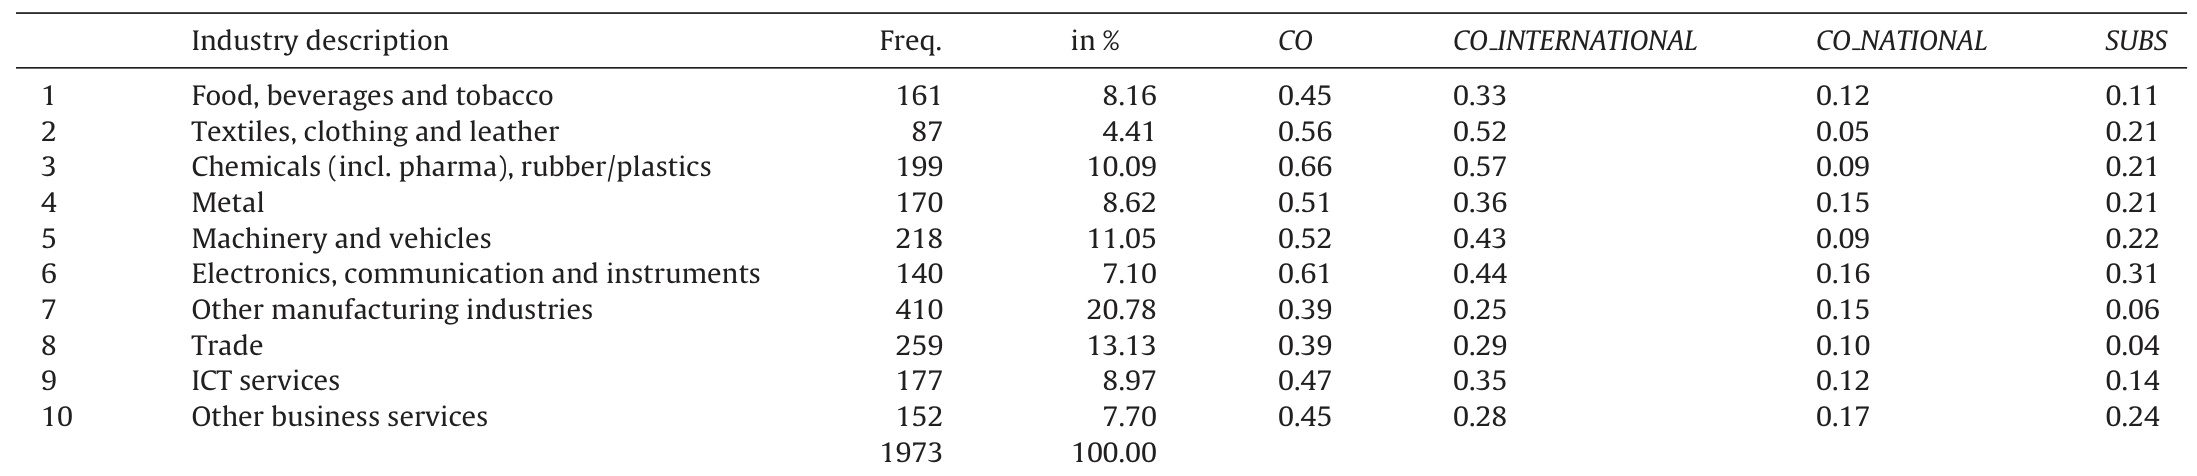 Industry description Freq. in % CO CO_INTERNATIONAL CO_NATIONAL SUBS
1 Food, beverages and tobacco 161 8.16 0.45 0.33 0.12 0.11
2 Textiles, clothing and leather 87 4.41 0.56 0.52 0.05 0.21
3 Chemicals (incl. pharma), rubber/plastics 199 10.09 0.66 0.57 0.09 0.21
4 Metal 170 8.62 0.51 0.36 0.15 0.21
5 Machinery and vehicles 218 11.05 0.52 0.43 0.09 0.22
6 Electronics, communication and instruments 140 7.10 0.61 0.44 0.16 0.31
7 Other manufacturing industries 410 20.78 0.39 0.25 0.15 0.06
8 Trade 259 13.13 0.39 0.29 0.10 0.04
9 ICT services 177 8.97 0.47 0.35 0.12 0.14
10 Other business services 152 7.70 0.45 0.28 0.17 0.24
1973 100.00